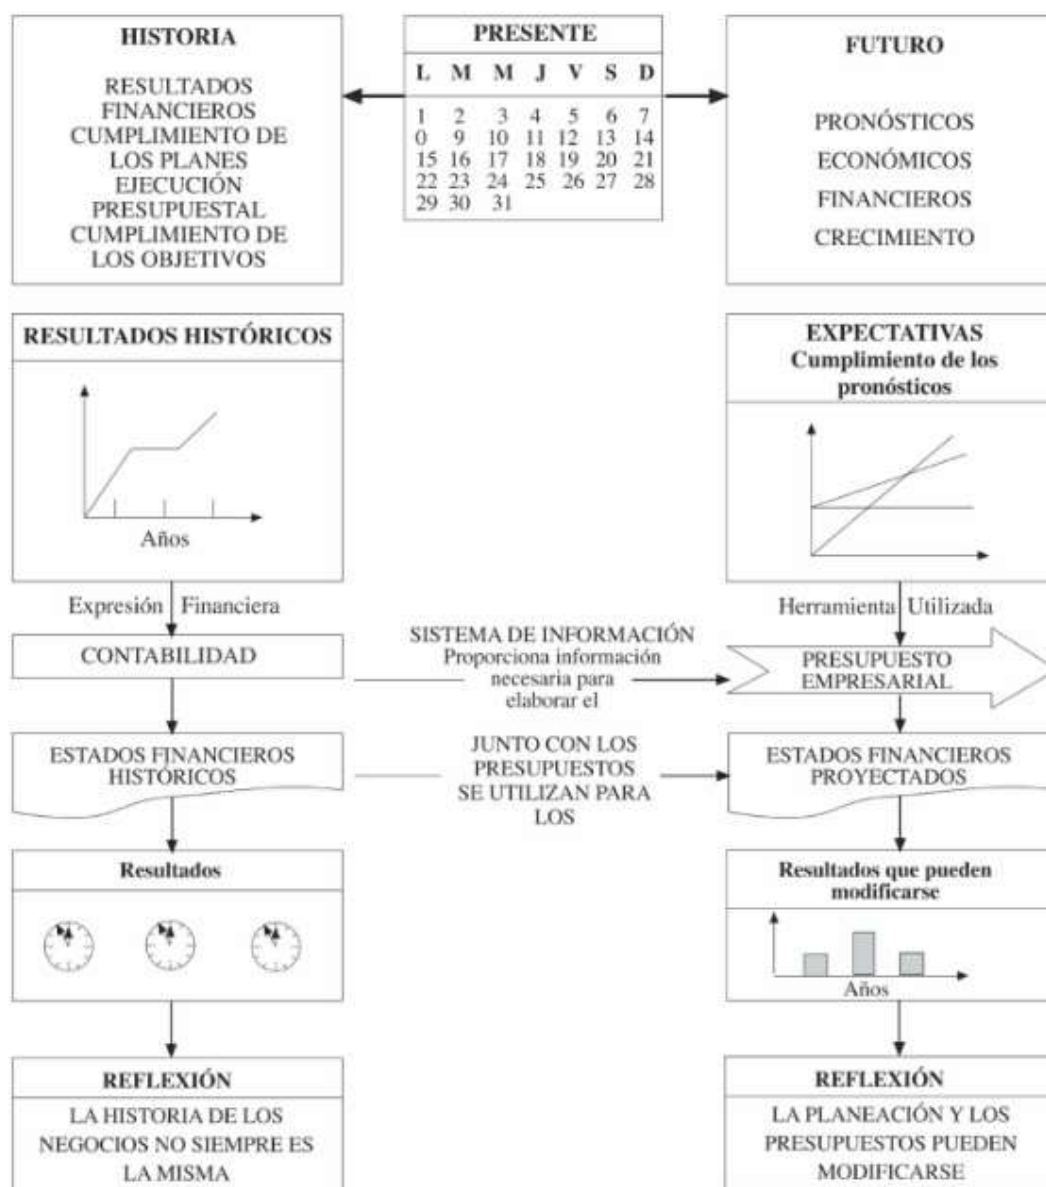 HISTORIA
RESULTADOS
FINANCIEROS
CUMPLIMIENTO DE
LOS PLANES
EJECUCIÓN
PRESUPUESTAL
CUMPLIMIENTO DE
LOS OBJETIVOS
PRESENTE
L M M J V S D
1 2 3 4 5 6 7
0 9 10 11 12 13 14
15 16 17 18 19 20 21
22 23 24 25 26 27 28
29 30 31
FUTURO
PRONÓSTICOS
ECONÓMICOS
FINANCIEROS
CRECIMIENTO
RESULTADOS HISTÓRICOS
Años
Expresión Financiera
CONTABILIDAD
ESTADOS FINANCIEROS
HISTÓRICOS
Resultados
REFLEXIÓN
LA HISTORIA DE LOS
NEGOCIOS NO SIEMPRE ES
LA MISMA
SISTEMA DE INFORMACIÓN
Proporciona información
necesaria para
elaborar el
JUNTO CON LOS
PRESUPUESTOS
SE UTILIZAN PARA
LOS
EXPECTATIVAS
Cumplimiento de los
pronósticos
Herramienta Utilizada
PRESUPUESTO
EMPRESARIAL
ESTADOS FINANCIEROS
PROYECTADOS
Resultados que pueden
modificarse
Años
REFLEXIÓN
LA PLANEACIÓN Y LOS
PRESUPUESTOS PUEDEN
MODIFICARSE